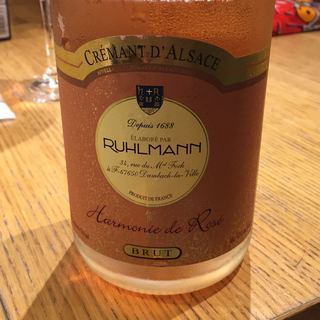 CRÉMANT D'ALSACE
Depuis 1688
ÉLABORÉ PAR
RUHLMANN
34, rue du Mal Foch
à F-67650 Dambach-la-Ville
PRODUIT DE FRANCE
Harmonie de Rosé
BRUT